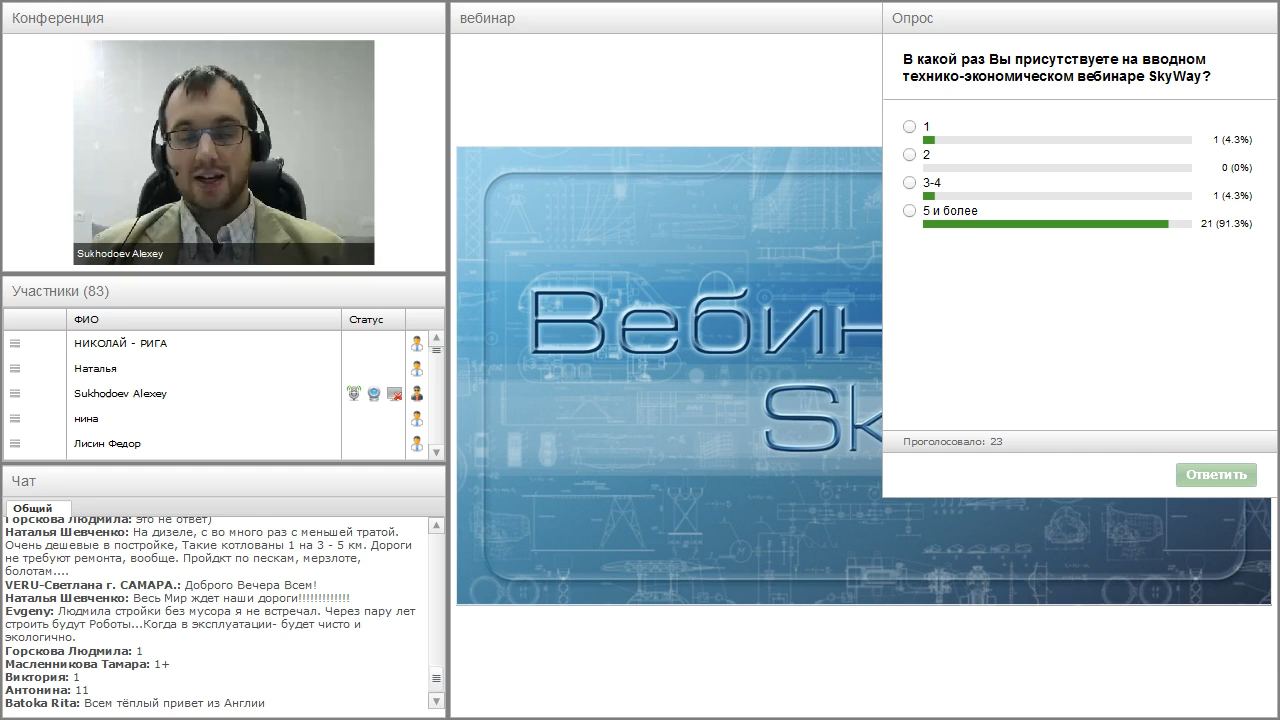 Конференция
Sukhodoev Alexey
Участники (83)
ФИО
Статус
НИКОЛАЙ - РИГА
Наталья
Sukhodoev Alexey
нина
Лисин Федор
Чат
Общий
Горскова Людмила: это не ответ)
Наталья Шевченко: На дизеле, с во много раз с меньшей тратой.
Очень дешевые в постройке, Такие котлованы 1 на 3 - 5 км. Дороги
не требуют ремонта, вообще. Пройдкт по пескам, мерзлоте,
болотам....
VERU-Светлана г. САМАРА.: Доброго Вечера Всем!
Наталья Шевченко: Весь Мир ждет наши дороги!!!!!!!!!!!!!
Evgeny: Людмила стройки без мусора я не встречал. Через пару лет
строить будут Роботы...Когда в эксплуатации- будет чисто и
экологично.
Горскова Людмила: 1
Масленникова Тамара: 1+
Виктория: 1
Антонина: 11
Batoka Rita: Всем тёплый привет из Англии
вебинар
Вебин
Sk
Опрос
В какой раз Вы присутствуете на вводном
технико-экономическом вебинаре SkyWay?
1
1 (4.3%)
2
0 (0%)
3-4
1 (4.3%)
5 и более
21 (91.3%)
Проголосовало: 23
Ответить